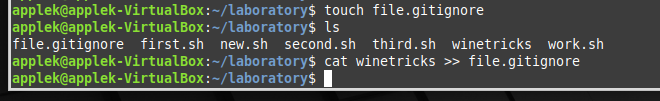 applek@applek-VirtualBox:~/laboratory$ touch file.gitignore
applek@applek-VirtualBox:~/laboratory$ ls
file.gitignore  first.sh  new.sh  second.sh  third.sh  winetricks  work.sh
applek@applek-VirtualBox:~/laboratory$ cat winetricks >> file.gitignore
applek@applek-VirtualBox:~/laboratory$